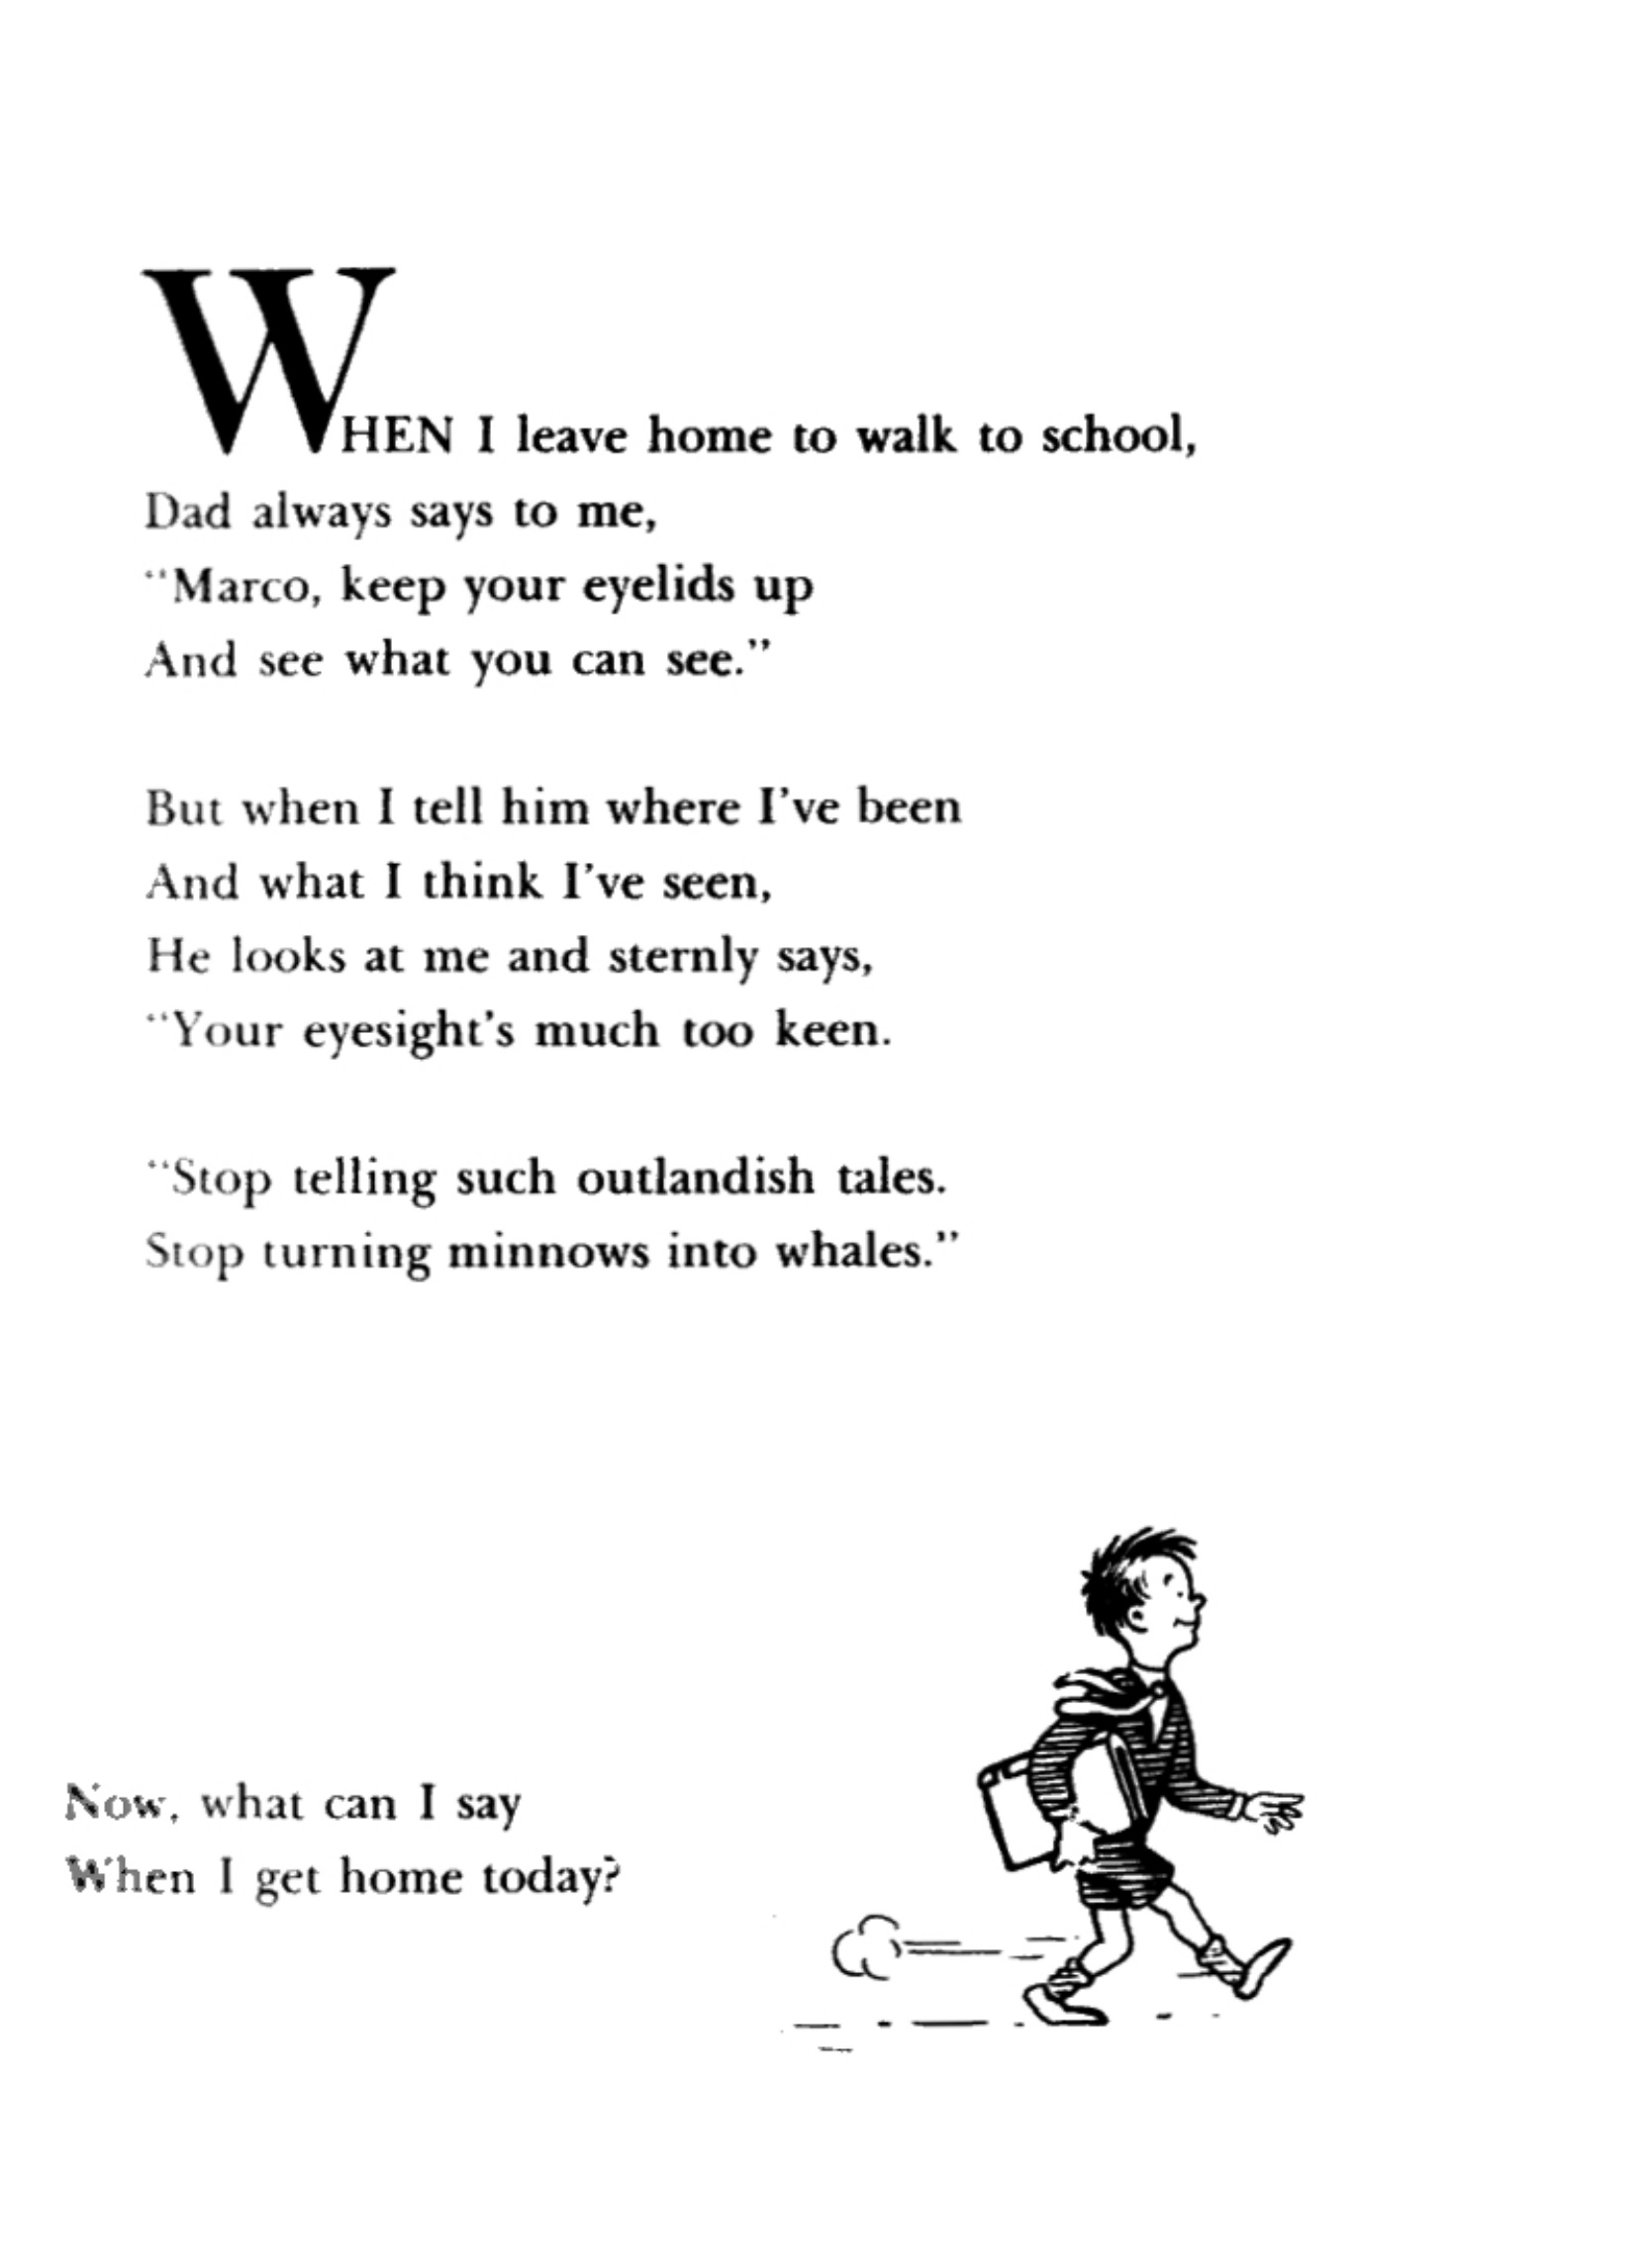 WHEN I leave home to walk to school,
Dad always says to me,
“Marco, keep your eyelids up
And see what you can see.”
But when I tell him where I’ve been
And what I think I’ve seen,
He looks at me and sternly says,
“Your eyesight’s much too keen.
“Stop telling such outlandish tales.
Stop turning minnows into whales.”
Now, what can I say
When I get home today?